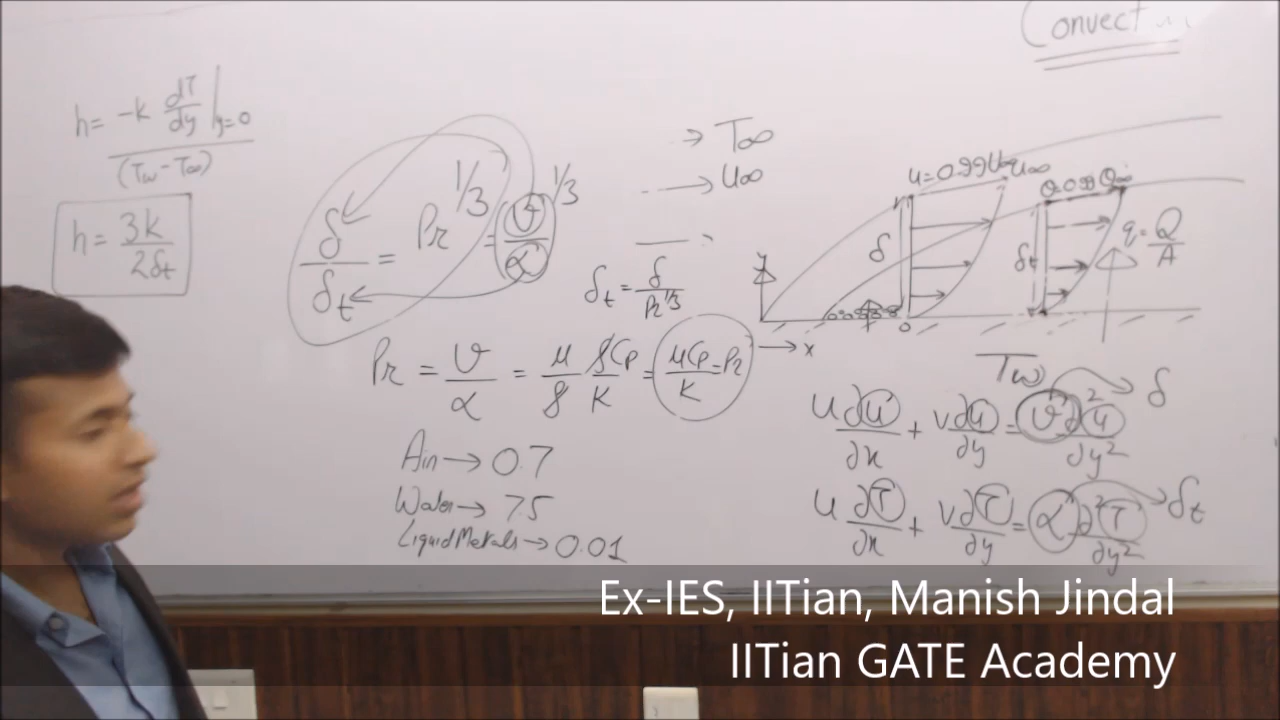 Convect
h = -k dT/dy |y=0 / (Tw - T∞)
h = 3k / 2δt
δ/δt = Pr^1/3 = (ν/α)^1/3
δt = δ / Pr^1/3
Pr = ν/α = μ/ρ ρCp/K = μCp/K = Pr
Air → 0.7
Water → 7.5
Liquid Metals → 0.01
→ T∞
→ u∞
u = 0.99 U∞ u∞
δ
δt
q = Q/A
y
0
→ x
Tw
u ∂u/∂x + v ∂u/∂y = ν ∂²u/∂y² → δ
u ∂T/∂x + v ∂T/∂y = α ∂²T/∂y² → δt
Ex-IES, IITian, Manish Jindal
IITian GATE Academy